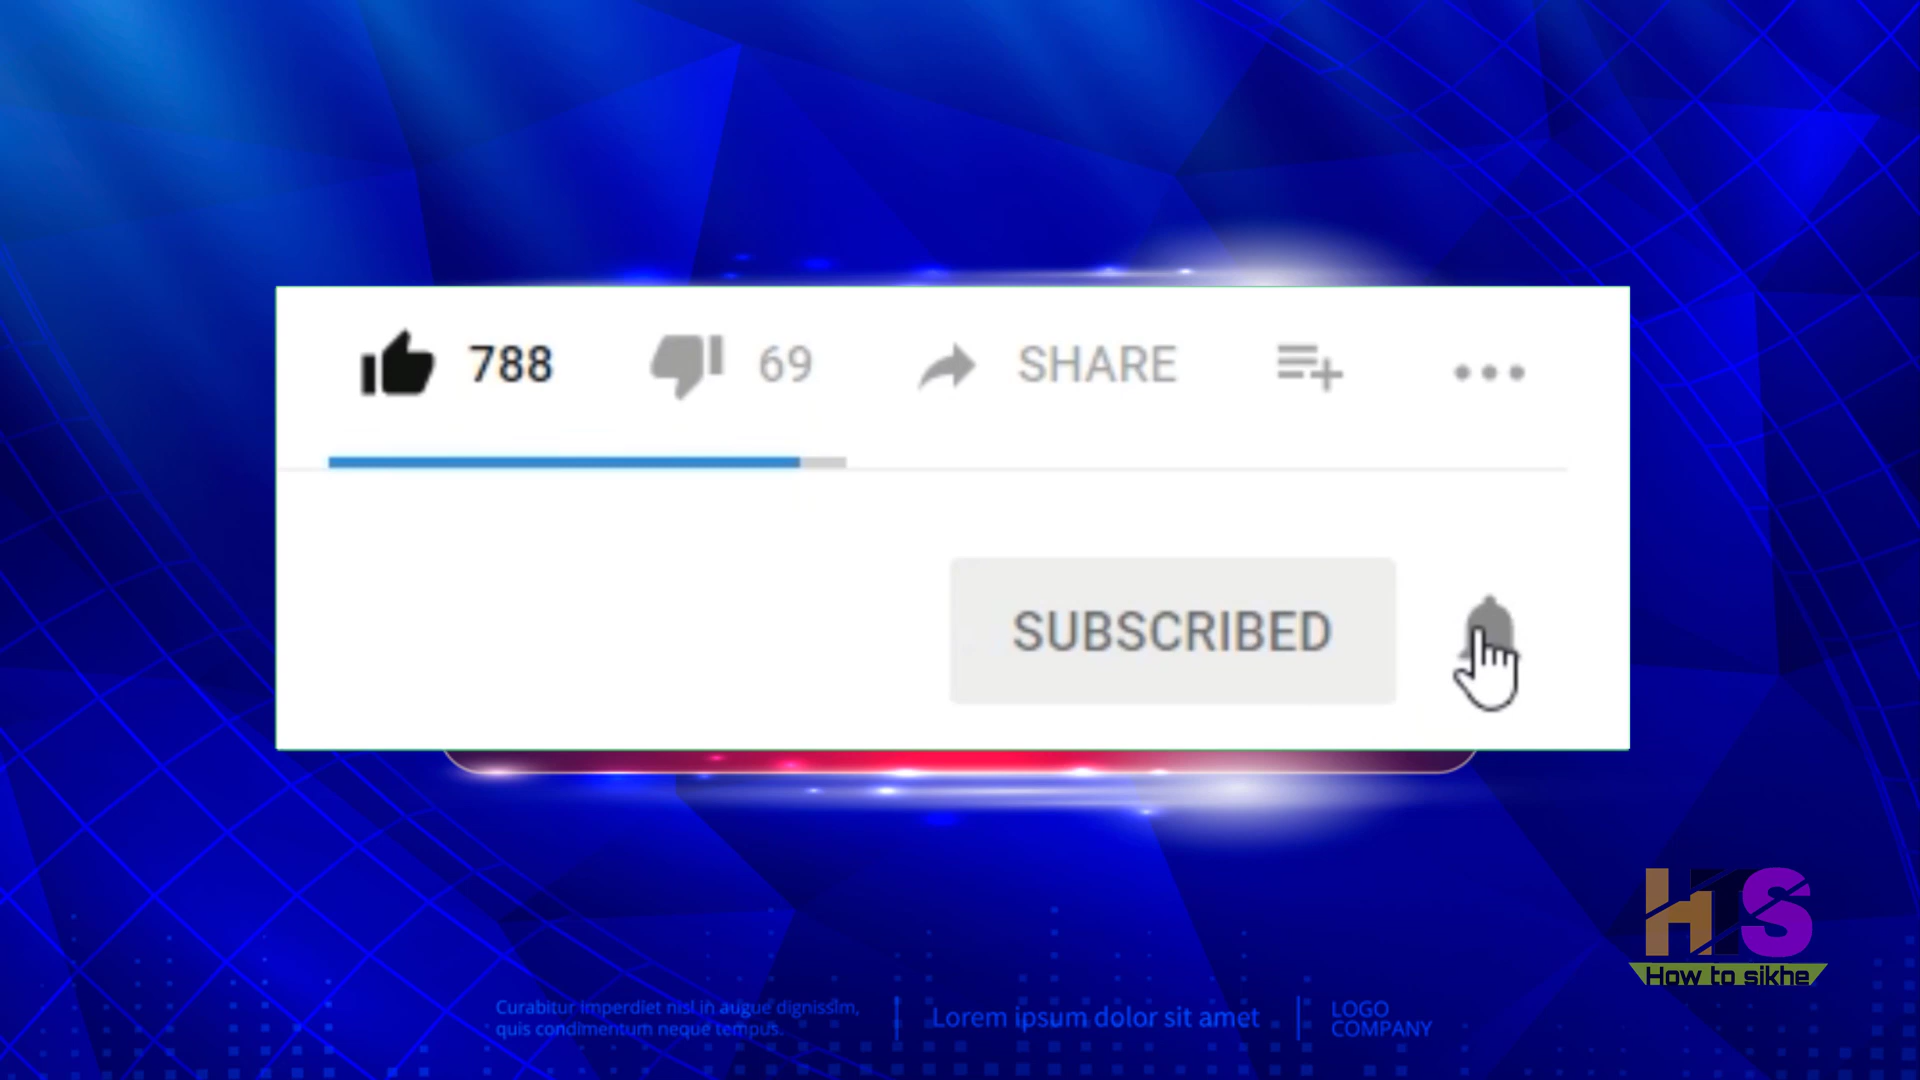 788 69 SHARE
SUBSCRIBED
HTS
How to sikhe
Curabitur imperdiet nisl in augue dignissim,
quis condimentum neque tempus.
Lorem ipsum dolor sit amet
LOGO
COMPANY